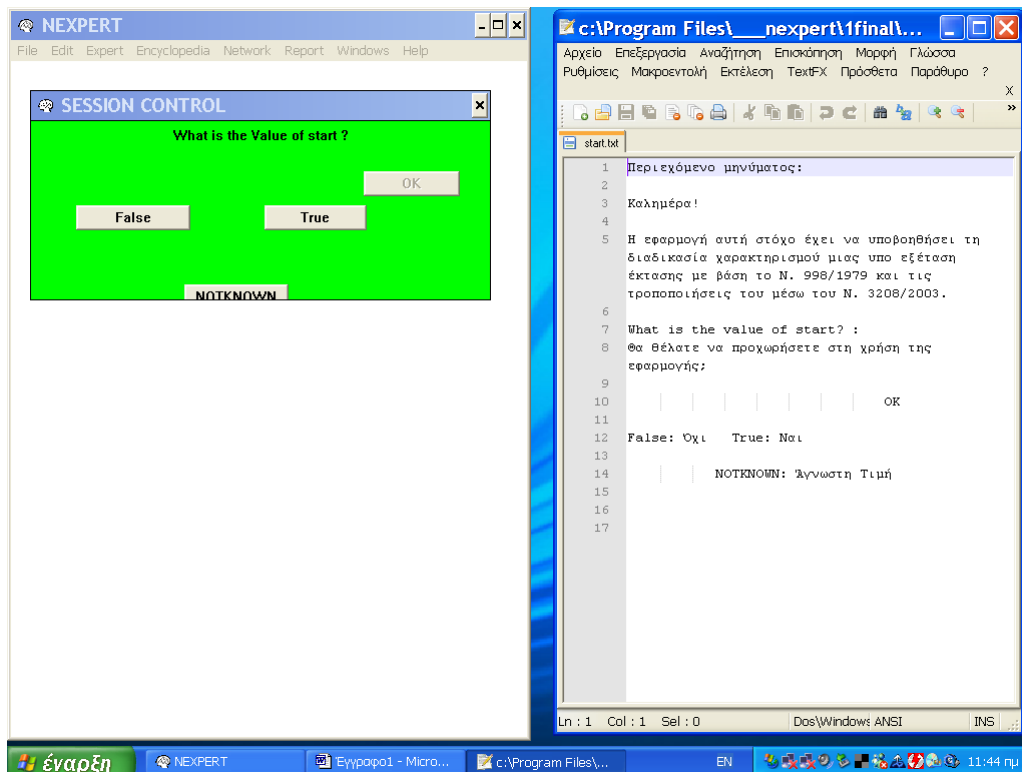 NEXPERT
File Edit Expert Encyclopedia Network Report Windows Help
SESSION CONTROL
What is the Value of start ?
OK
False True
NOTKNOWN
c:\Program Files\___nexpert\1final\...
Αρχείο Επεξεργασία Αναζήτηση Επισκόπηση Μορφή Γλώσσα
Ρυθμίσεις Μακροεντολή Εκτέλεση TextFX Πρόσθετα Παράθυρο ?
X
start.txt
1 Περιεχόμενο μηνύματος:
2
3 Καλημέρα!
4
5 Η εφαρμογή αυτή στόχο έχει να υποβοηθήσει τη
διαδικασία χαρακτηρισμού μιας υπο εξέταση
έκτασης με βάση το Ν. 998/1979 και τις
τροποποιήσεις του μέσω του Ν. 3208/2003.
6
7 What is the value of start? :
8 Θα θέλατε να προχωρήσετε στη χρήση της
εφαρμογής;
9
10 OK
11
12 False: Όχι True: Ναι
13
14 NOTKNOWN: Άγνωστη Τιμή
15
16
17
Ln : 1 Col : 1 Sel : 0 Dos\Windows ANSI INS
έναρξη NEXPERT Έγγραφο1 - Micro... c:\Program Files\... EN 11:44 πμ